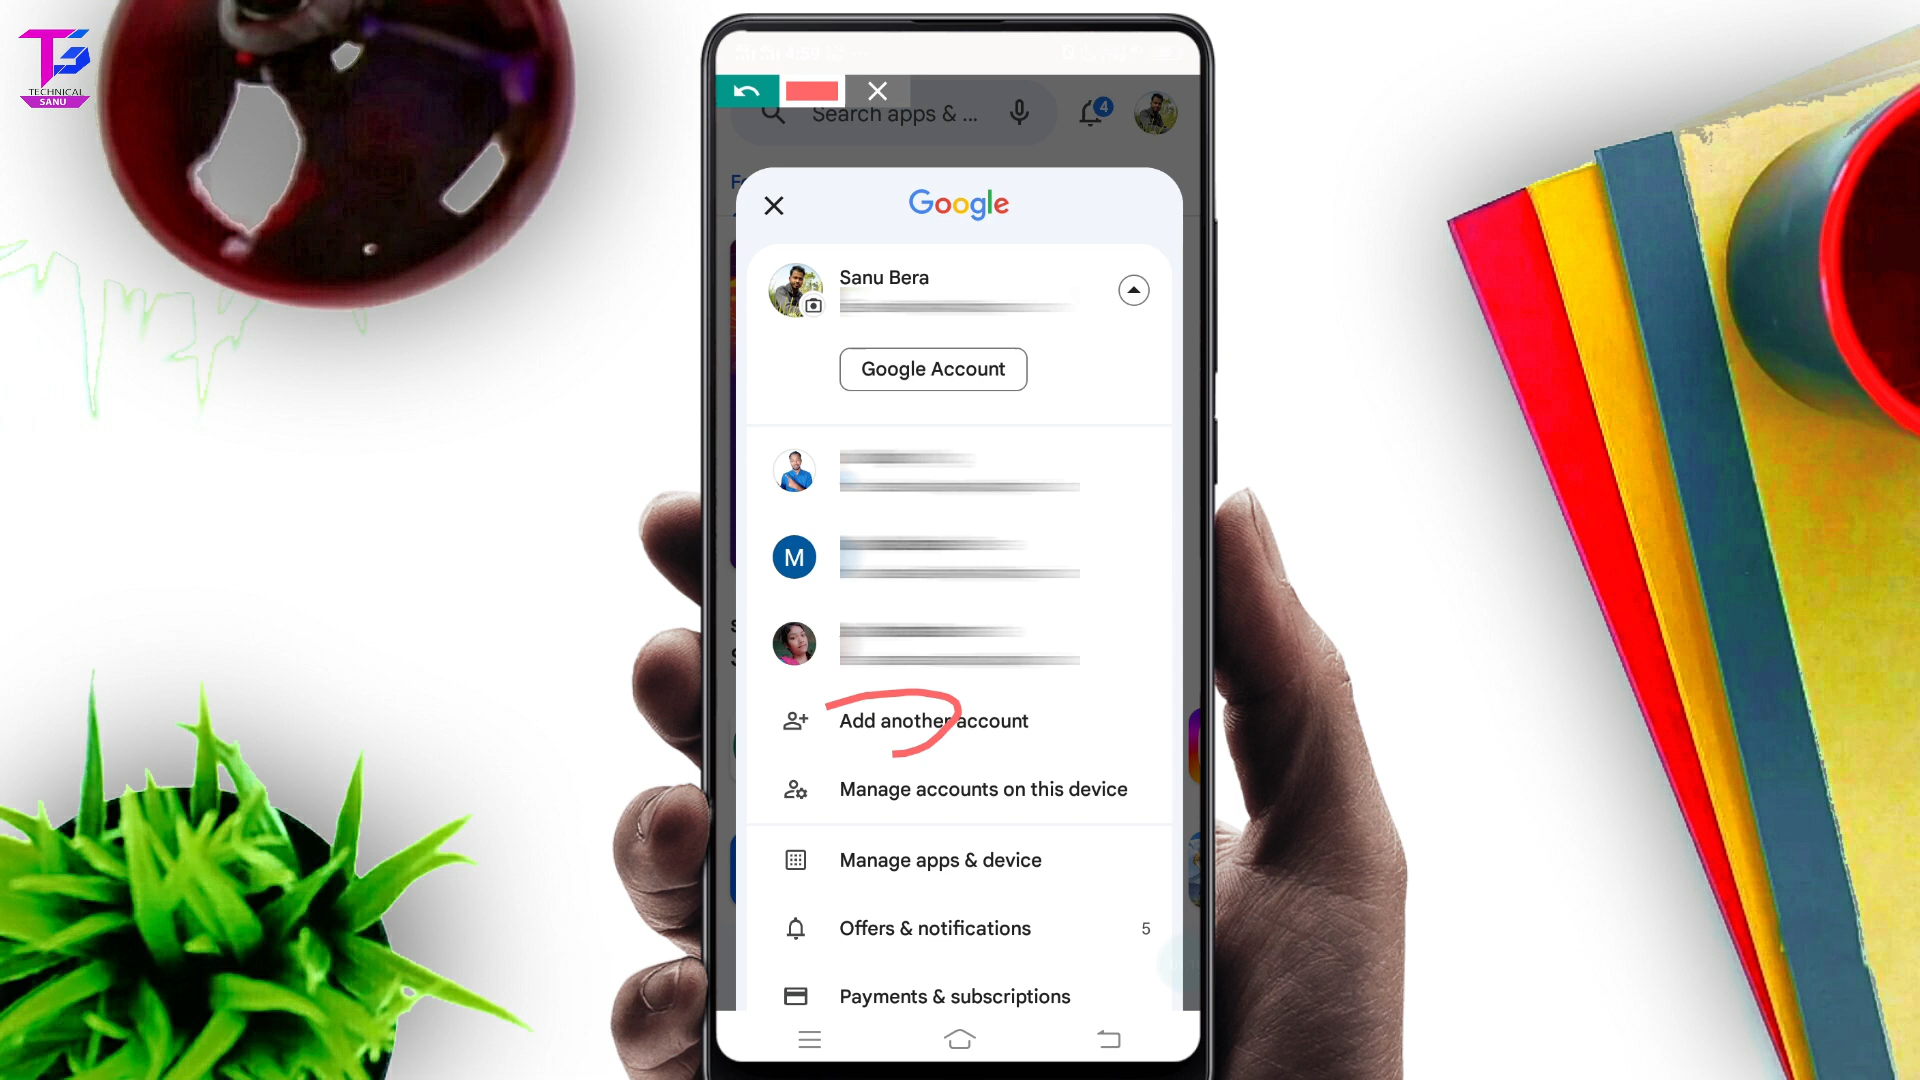 TECHNICAL
SANU
Search apps & ...
4
Google
Sanu Bera
Google Account
M
Add another account
Manage accounts on this device
Manage apps & device
Offers & notifications 5
Payments & subscriptions